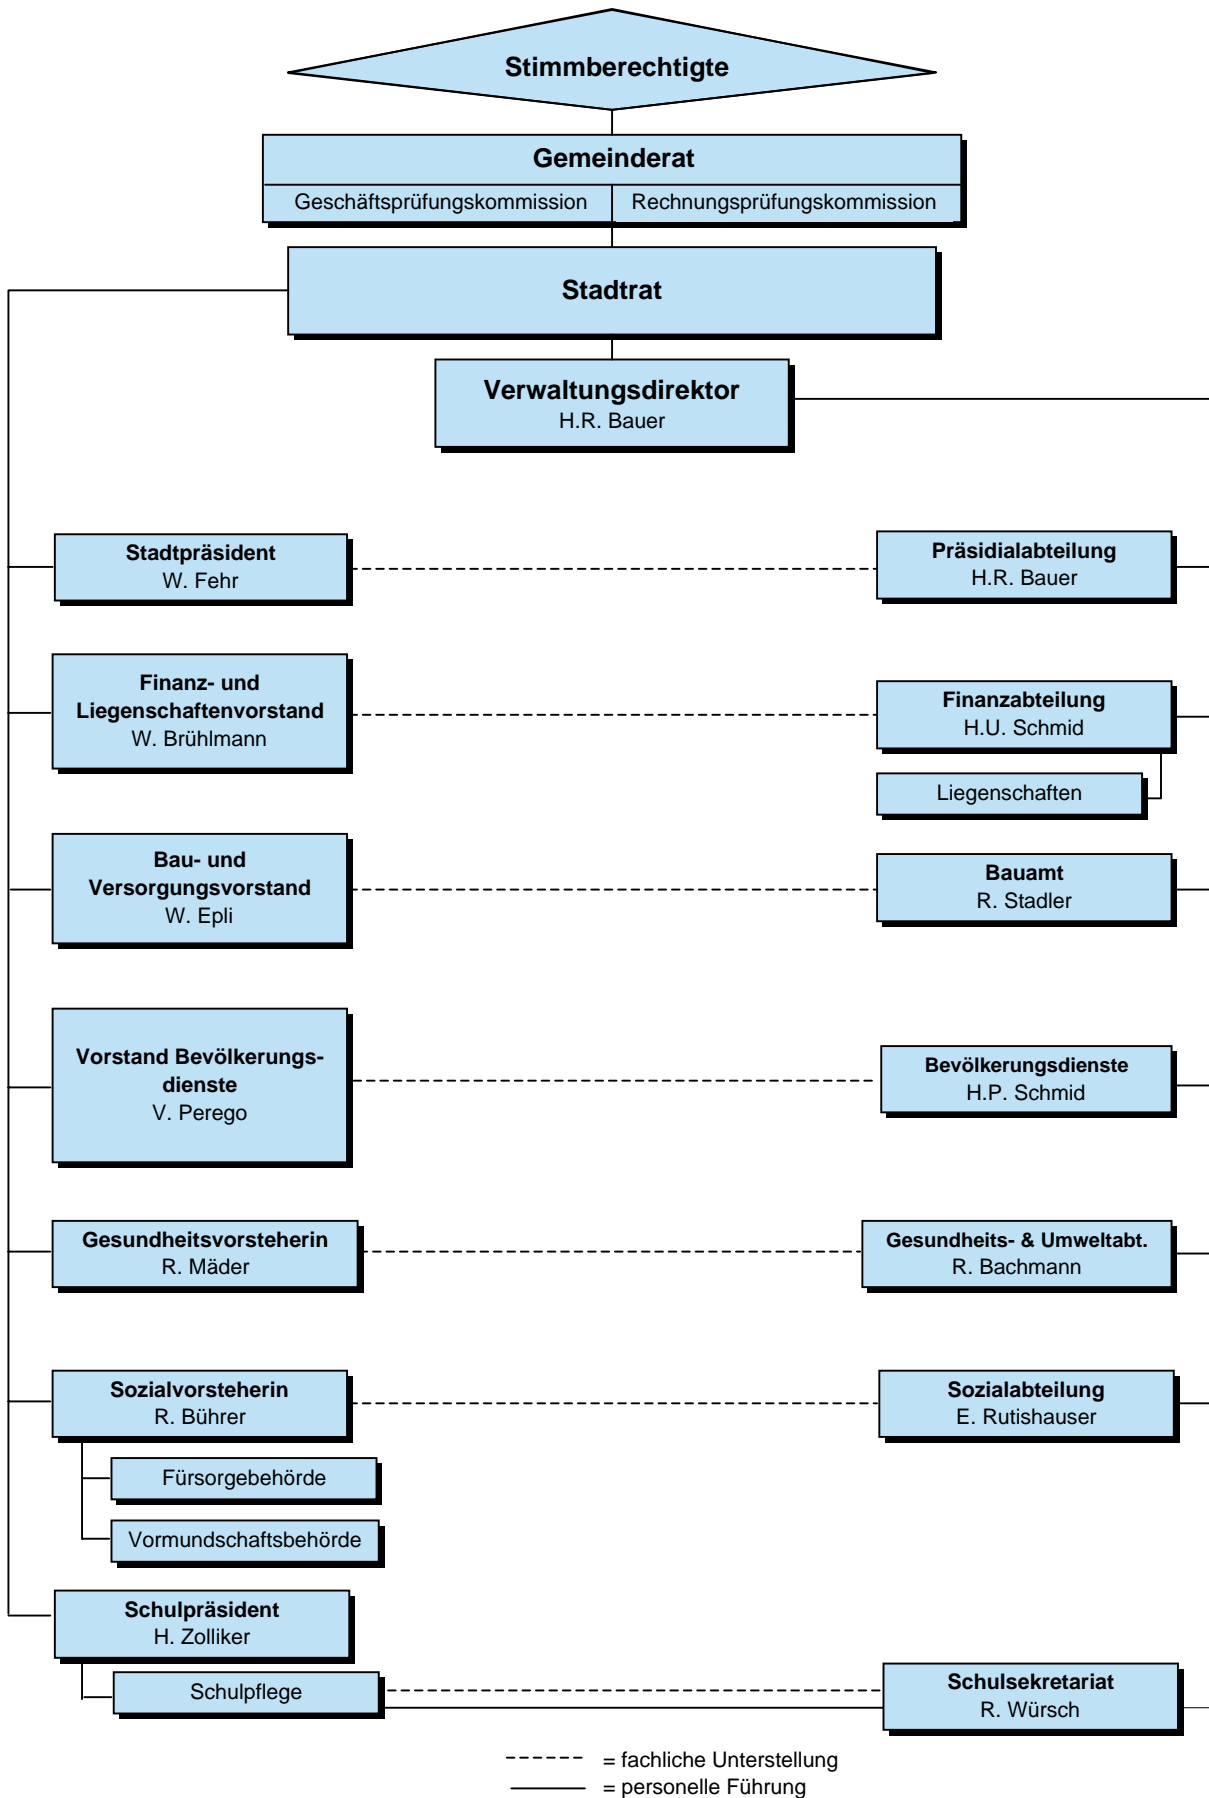 Stimmberechtigte
Gemeinderat
Geschäftsprüfungskommission
Rechnungsprüfungskommission
Stadtrat
Verwaltungsdirektor
H.R. Bauer
Stadtpräsident
W. Fehr
Präsidialabteilung
H.R. Bauer
Finanz- und
Liegenschaftenvorstand
W. Brühlmann
Finanzabteilung
H.U. Schmid
Liegenschaften
Bau- und
Versorgungsvorstand
W. Epli
Bauamt
R. Stadler
Vorstand Bevölkerungs-
dienste
V. Perego
Bevölkerungsdienste
H.P. Schmid
Gesundheitsvorsteherin
R. Mäder
Gesundheits- & Umweltabt.
R. Bachmann
Sozialvorsteherin
R. Bührer
Sozialabteilung
E. Rutishauser
Fürsorgebehörde
Vormundschaftsbehörde
Schulpräsident
H. Zolliker
Schulpflege
Schulsekretariat
R. Würsch
= fachliche Unterstellung
= personelle Führung